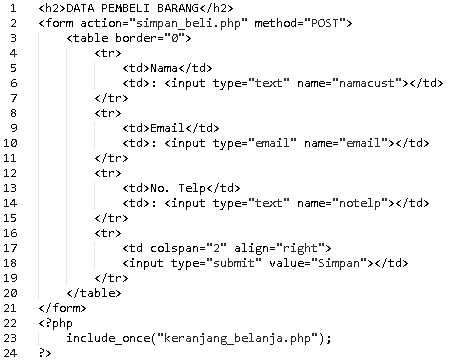 1 <h2>DATA PEMBELI BARANG</h2>
2 <form action="simpan_beli.php" method="POST">
3     <table border="0">
4         <tr>
5             <td>Nama</td>
6             <td>: <input type="text" name="namacust"></td>
7         </tr>
8         <tr>
9             <td>Email</td>
10             <td>: <input type="email" name="email"></td>
11         </tr>
12         <tr>
13             <td>No. Telp</td>
14             <td>: <input type="text" name="notelp"></td>
15         </tr>
16         <tr>
17             <td colspan="2" align="right">
18             <input type="submit" value="Simpan"></td>
19         </tr>
20     </table>
21 </form>
22 <?php
23     include_once("keranjang_belanja.php");
24 ?>